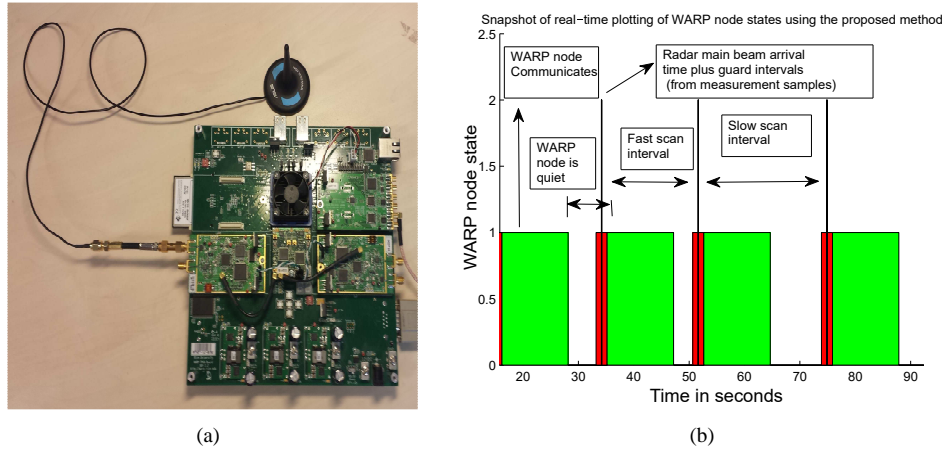 Snapshot of real−time plotting of WARP node states using the proposed method
2.5
2
1.5
1
0.5
0
WARP node state
WARP node
Communicates
Radar main beam arrival
time plus guard intervals
(from measurement samples)
WARP
node is
quiet
Fast scan
interval
Slow scan
interval
20
30
40
50
60
70
80
90
Time in seconds
(a)
(b)